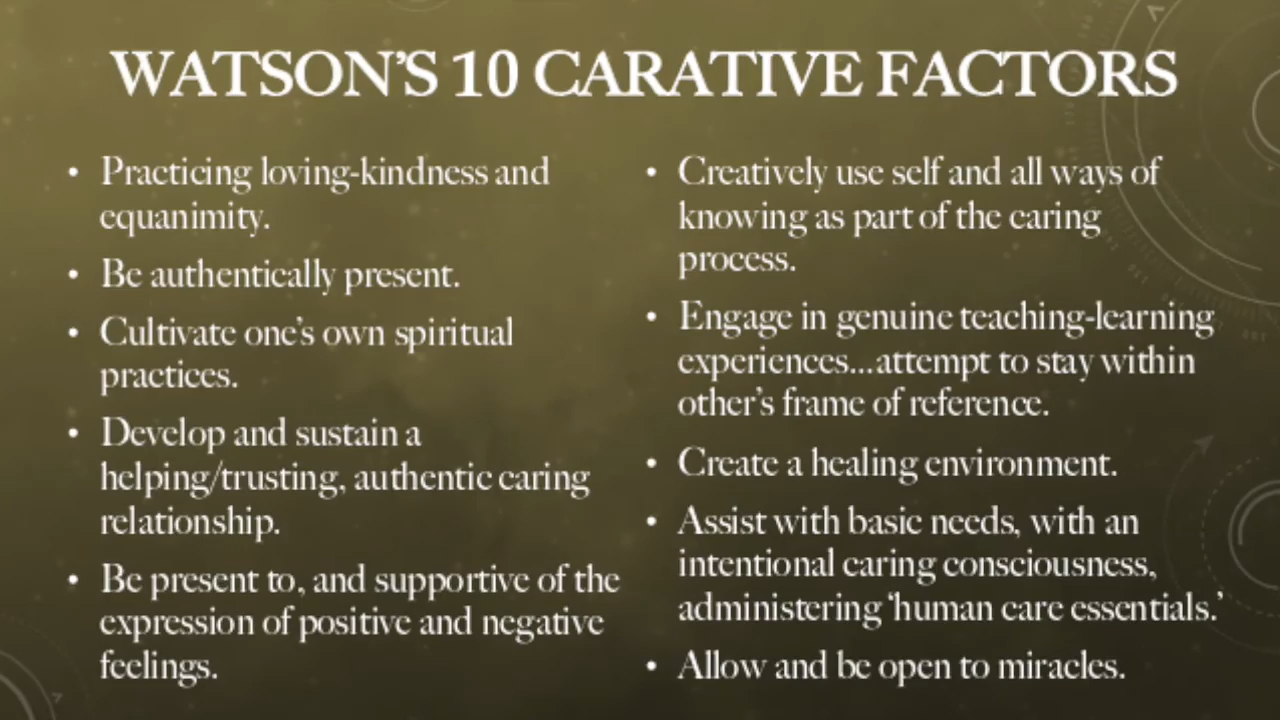 WATSON'S 10 CARATIVE FACTORS
• Practicing loving-kindness and
equanimity.
• Be authentically present.
• Cultivate one's own spiritual
practices.
• Develop and sustain a
helping/trusting, authentic caring
relationship.
• Be present to, and supportive of the
expression of positive and negative
feelings.
• Creatively use self and all ways of
knowing as part of the caring
process.
• Engage in genuine teaching-learning
experiences...attempt to stay within
other's frame of reference.
• Create a healing environment.
• Assist with basic needs, with an
intentional caring consciousness,
administering 'human care essentials.'
• Allow and be open to miracles.